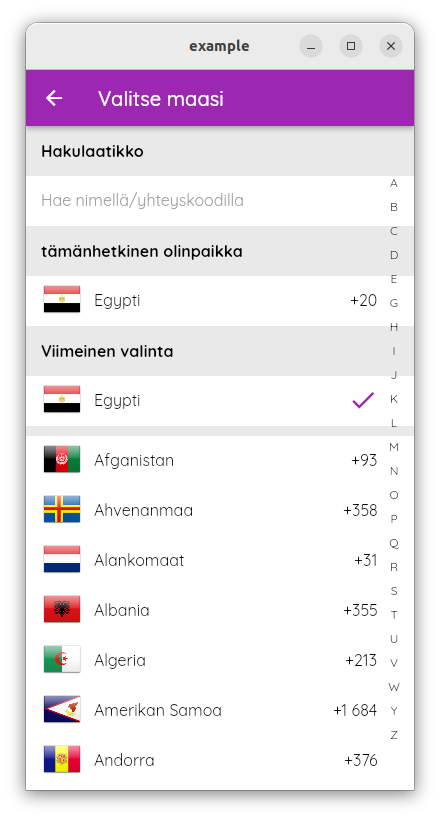 example
Valitse maasi
Hakulaatikko
Hae nimellä/yhteyskoodilla
tämänhetkinen olinpaikka
Egypti +20
Viimeinen valinta
Egypti
Afganistan +93
Ahvenanmaa +358
Alankomaat +31
Albania +355
Algeria +213
Amerikan Samoa +1 684
Andorra +376
A
B
C
D
E
G
H
I
J
K
L
M
N
O
P
Q
R
S
T
U
V
W
Y
Z